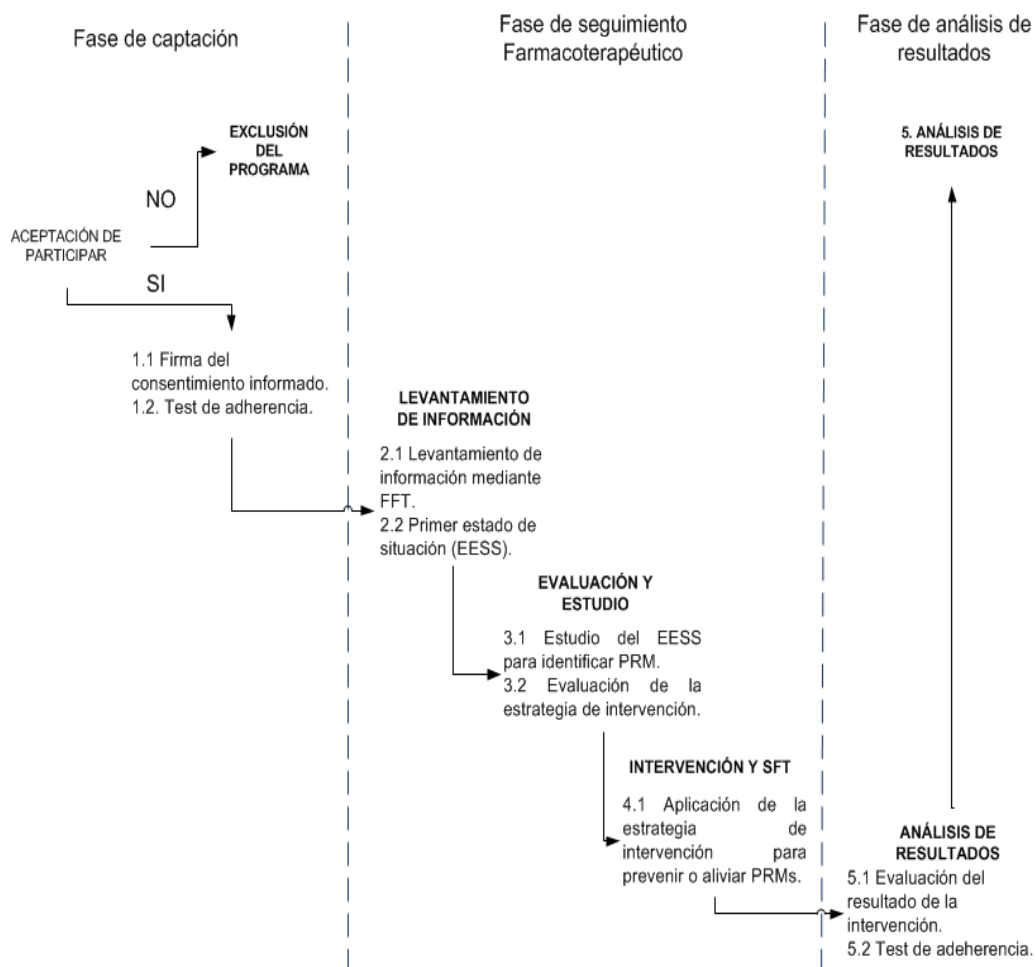 Fase de captación
Fase de seguimiento
Farmacoterapéutico
Fase de análisis de
resultados
EXCLUSIÓN
DEL
PROGRAMA
5. ANÁLISIS DE
RESULTADOS
NO
ACEPTACIÓN DE
PARTICIPAR
SI
1.1 Firma del
consentimiento informado.
1.2. Test de adherencia.
LEVANTAMIENTO
DE INFORMACIÓN
2.1 Levantamiento de
información mediante
FFT.
2.2 Primer estado de
situación (EESS).
EVALUACIÓN Y
ESTUDIO
3.1 Estudio del EESS
para identificar PRM.
3.2 Evaluación de la
estrategia de intervención.
INTERVENCIÓN Y SFT
4.1 Aplicación de la
estrategia de
intervención para
prevenir o aliviar PRMs.
ANÁLISIS DE
RESULTADOS
5.1 Evaluación del
resultado de la
intervención.
5.2 Test de adeherencia.